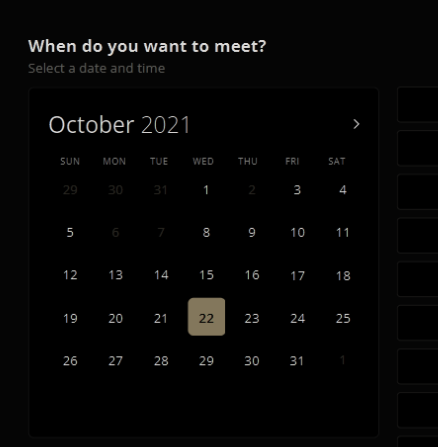 When do you want to meet?
Select a date and time
October 2021
SUN MON TUE WED THU FRI SAT
29 30 31 1 2 3 4
5 6 7 8 9 10 11
12 13 14 15 16 17 18
19 20 21 22 23 24 25
26 27 28 29 30 31 1